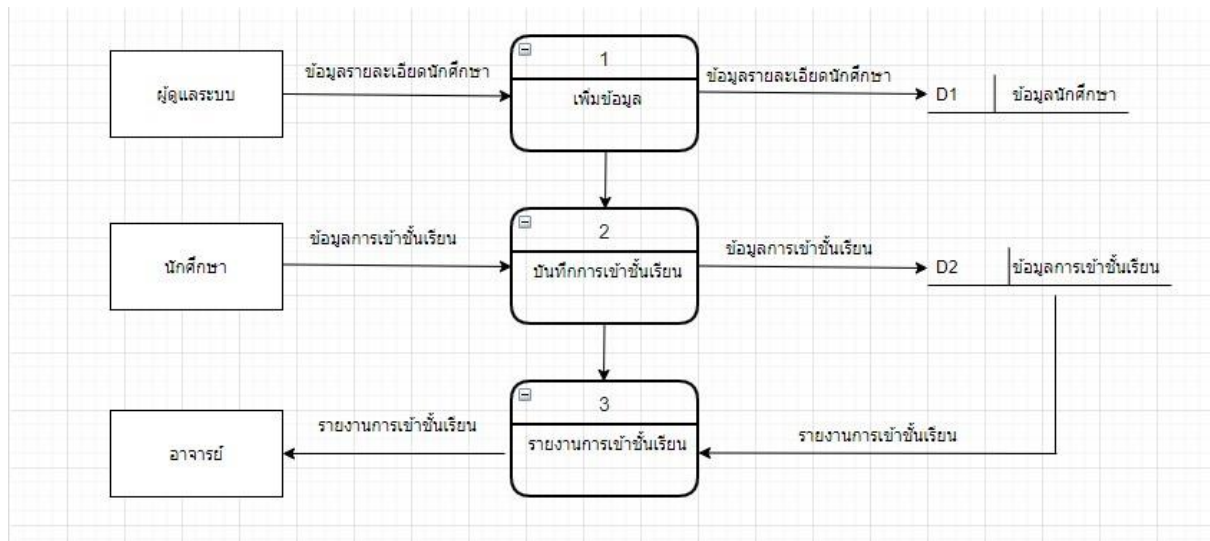 ผู้ดูแลระบบ
ข้อมูลรายละเอียดนักศึกษา
1
เพิ่มข้อมูล
ข้อมูลรายละเอียดนักศึกษา
D1
ข้อมูลนักศึกษา
นักศึกษา
ข้อมูลการเข้าชั้นเรียน
2
บันทึกการเข้าชั้นเรียน
ข้อมูลการเข้าชั้นเรียน
D2
ข้อมูลการเข้าชั้นเรียน
อาจารย์
รายงานการเข้าชั้นเรียน
3
รายงานการเข้าชั้นเรียน
รายงานการเข้าชั้นเรียน